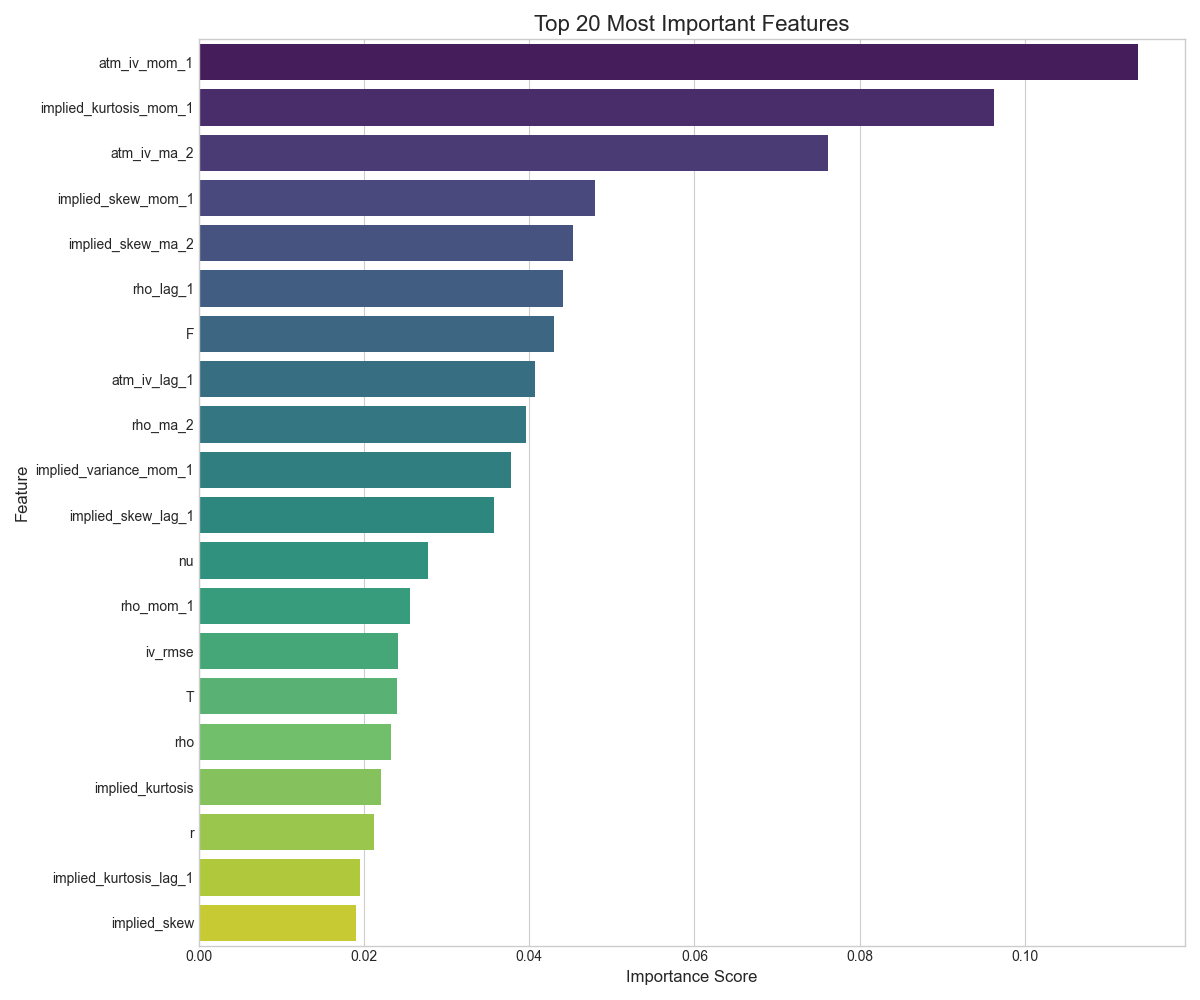 Top 20 Most Important Features
atm_iv_mom_1
implied_kurtosis_mom_1
atm_iv_ma_2
implied_skew_mom_1
implied_skew_ma_2
rho_lag_1
F
atm_iv_lag_1
rho_ma_2
implied_variance_mom_1
implied_skew_lag_1
nu
rho_mom_1
iv_rmse
T
rho
implied_kurtosis
r
implied_kurtosis_lag_1
implied_skew
Feature
0.00 0.02 0.04 0.06 0.08 0.10
Importance Score